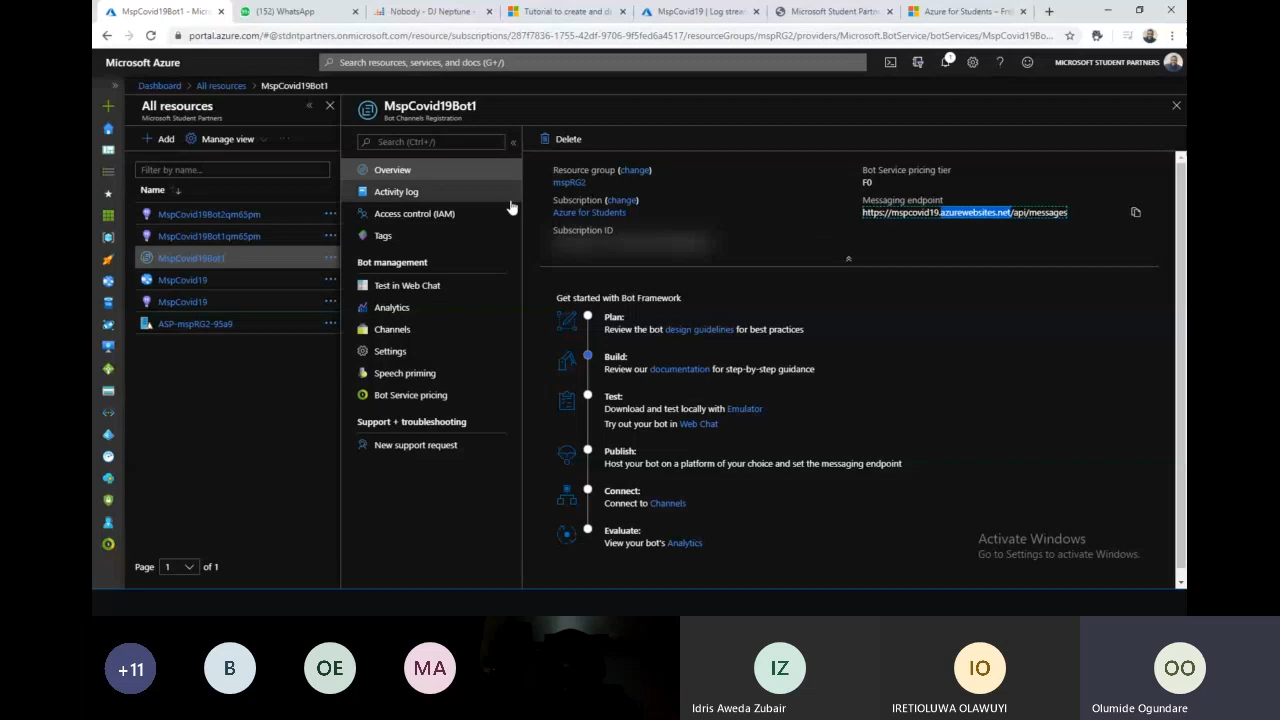 MspCovid19Bot1 - Microsoft
(152) WhatsApp
Nobody - DJ Neptune
Tutorial to create and d
MspCovid19 | Log stream
Microsoft Student Partner
Azure for Students – Fre
portal.azure.com/#@stdntpartners.onmicrosoft.com/resource/subscriptions/287f7836-1755-42df-9706-9f5fed6a4517/resourceGroups/mspRG2/providers/Microsoft.BotService/botServices/MspCovid19Bo...
Microsoft Azure
Search resources, services, and docs (G+/)
1
MICROSOFT STUDENT PARTNERS
Dashboard > All resources > MspCovid19Bot1
All resources
Microsoft Student Partners
Add
Manage view
Filter by name...
Name
MspCovid19Bot2qm65pm
MspCovid19Bot1qm65pm
MspCovid19Bot1
MspCovid19
MspCovid19
ASP-mspRG2-95a9
Page 1 of 1
MspCovid19Bot1
Bot Channels Registration
Search (Ctrl+/)
Overview
Activity log
Access control (IAM)
Tags
Bot management
Test in Web Chat
Analytics
Channels
Settings
Speech priming
Bot Service pricing
Support + troubleshooting
New support request
Delete
Resource group (change)
mspRG2
Subscription (change)
Azure for Students
Subscription ID
Bot Service pricing tier
F0
Messaging endpoint
https://mspcovid19.azurewebsites.net/api/messages
Get started with Bot Framework
Plan:
Review the bot design guidelines for best practices
Build:
Review our documentation for step-by-step guidance
Test:
Download and test locally with Emulator
Try out your bot in Web Chat
Publish:
Host your bot on a platform of your choice and set the messaging endpoint
Connect:
Connect to Channels
Evaluate:
View your bot's Analytics
Activate Windows
Go to Settings to activate Windows.
+11
B
OE
MA
IZ
Idris Aweda Zubair
IO
IRETIOLUWA OLAWUYI
OO
Olumide Ogundare